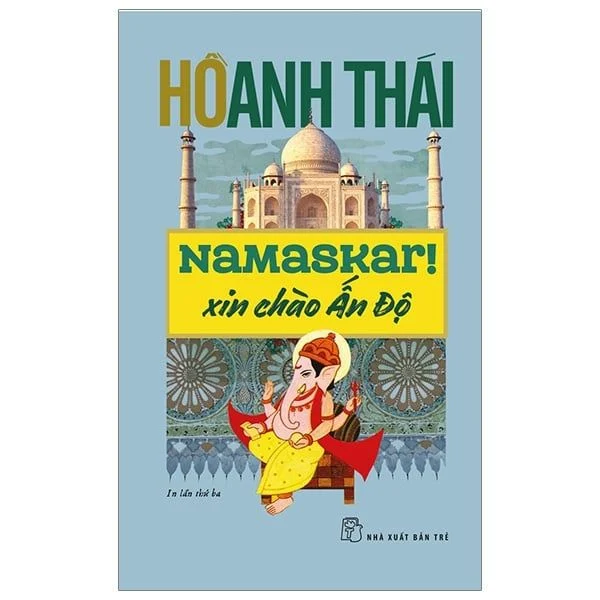 HỒ ANH THÁI
Namaskar!
xin chào Ấn Độ
In lần thứ ba
NHÀ XUẤT BẢN TRẺ